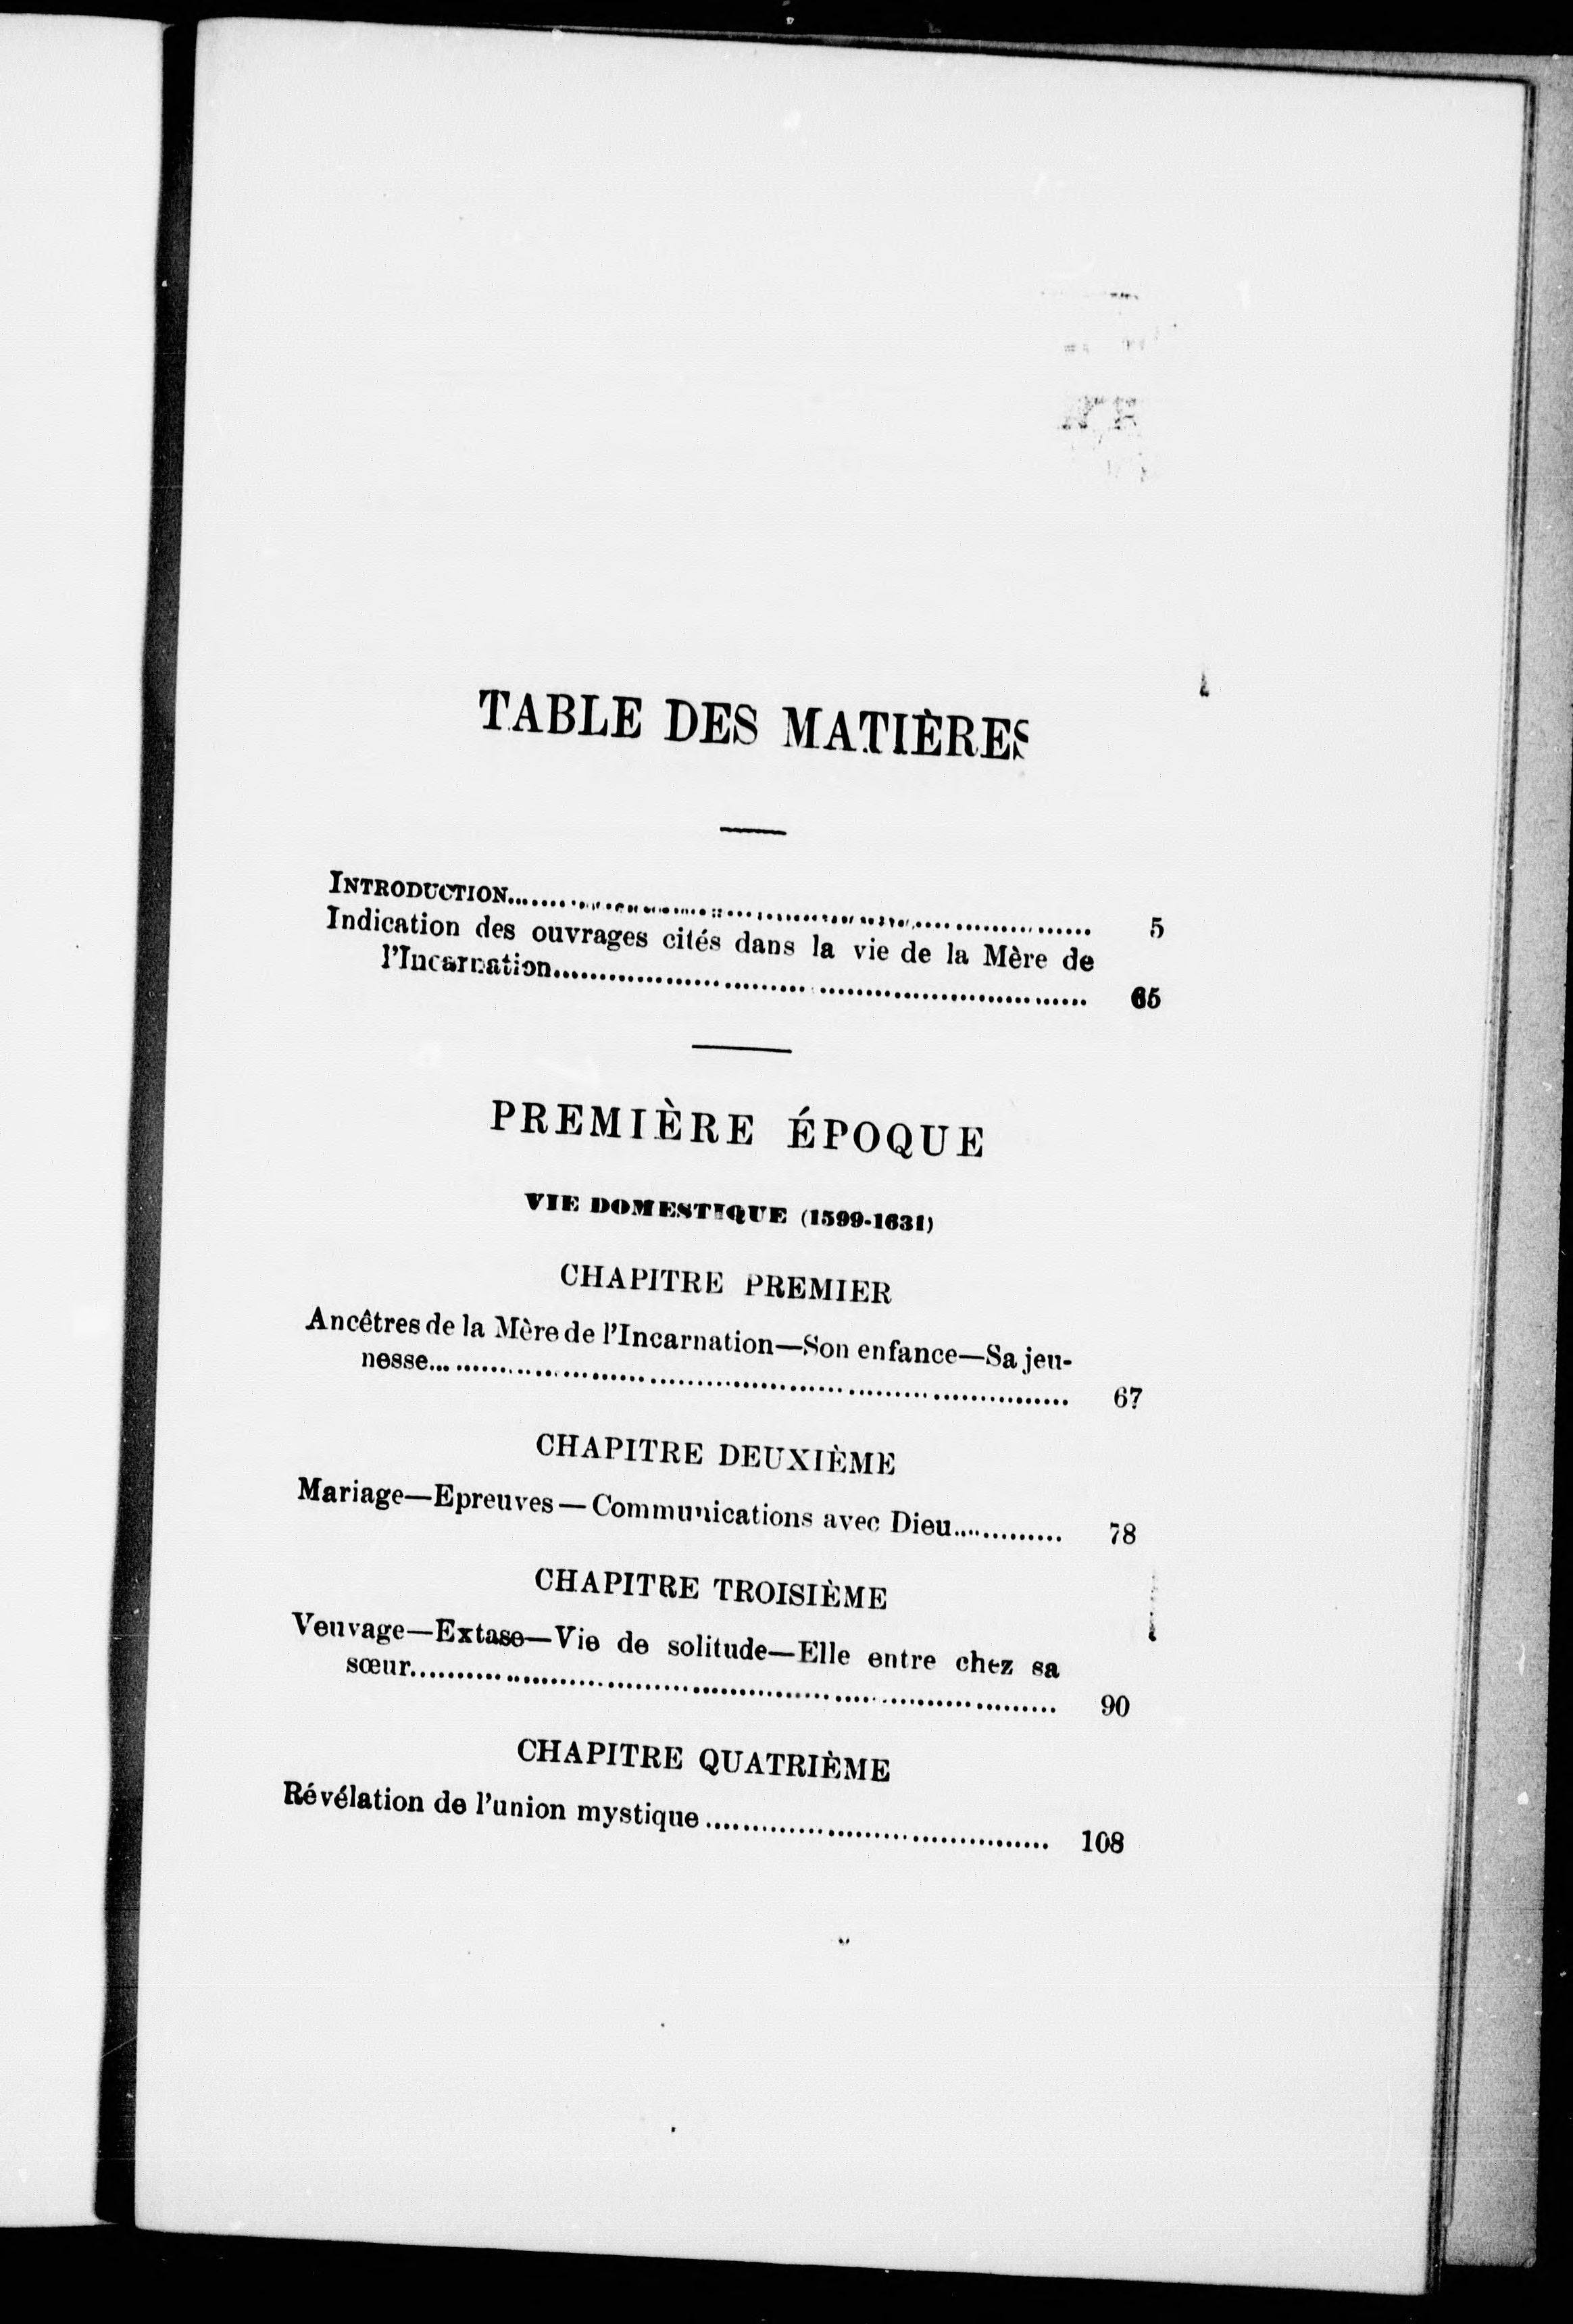 TABLE DES MATIÈRES
INTRODUCTION........ 5
Indication des ouvrages cités dans la vie de la Mère de
l'Incarnation........ 65
PREMIÈRE ÉPOQUE
VIE DOMESTIQUE (1599-1631)
CHAPITRE PREMIER
Ancêtres de la Mère de l'Incarnation—Son enfance—Sa jeu-
nesse........ 67
CHAPITRE DEUXIÈME
Mariage—Epreuves—Communications avec Dieu........ 78
CHAPITRE TROISIÈME
Veuvage—Extase—Vie de solitude—Elle entre chez sa
sœur........ 90
CHAPITRE QUATRIÈME
Révélation de l'union mystique........ 108